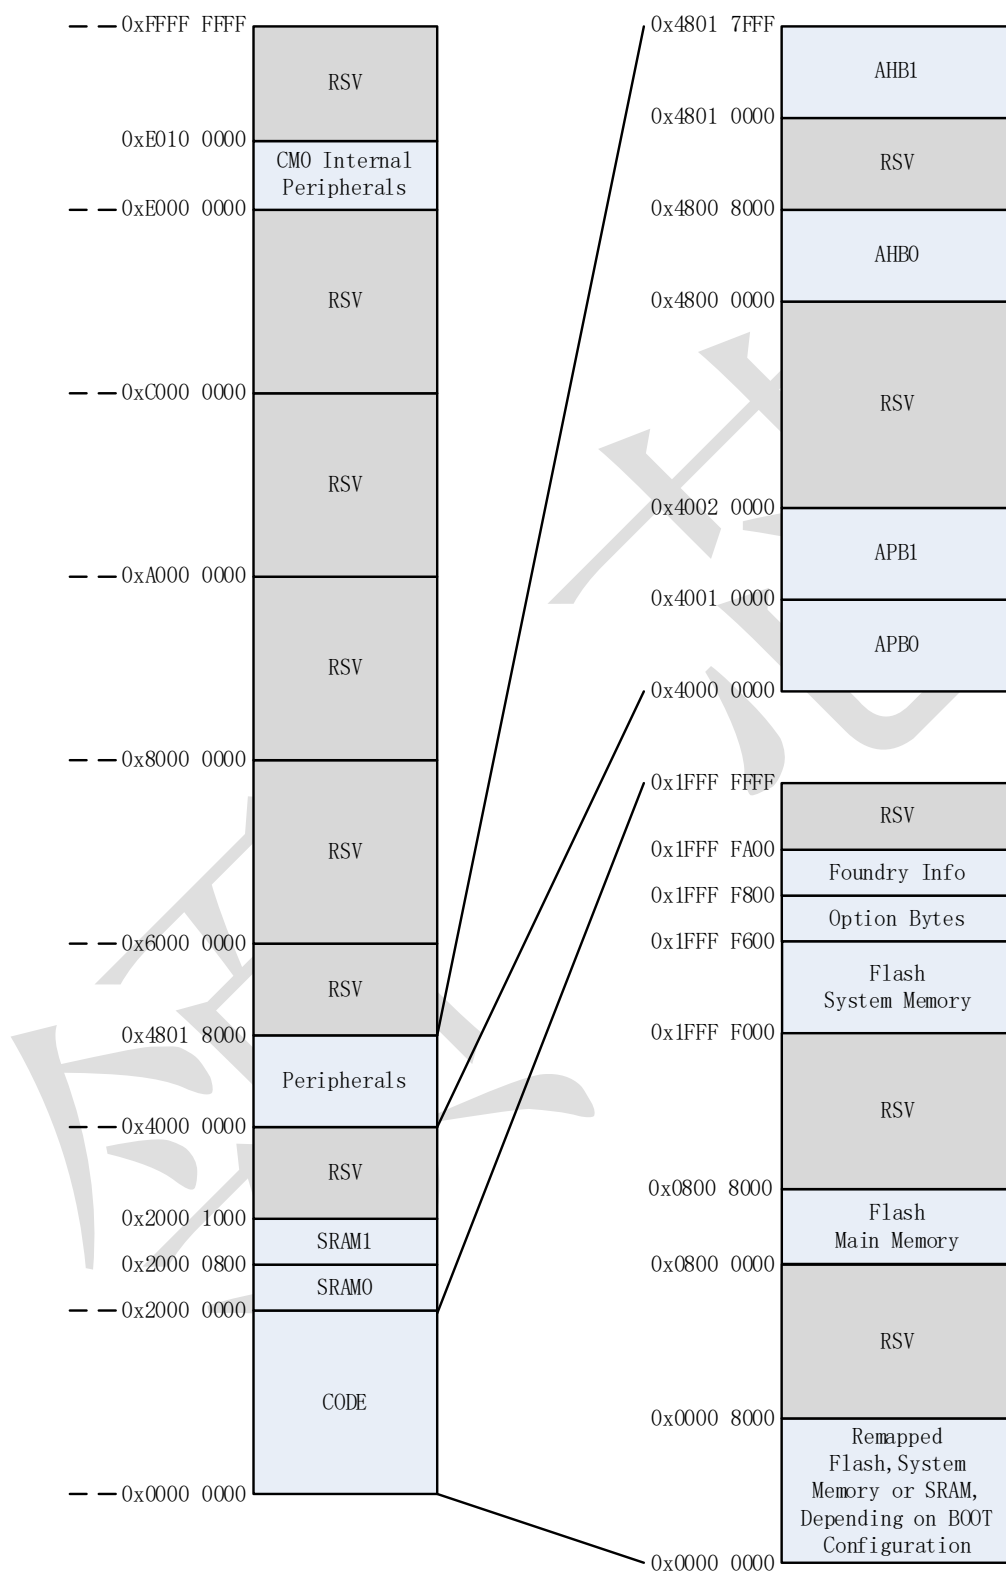 0xFFFF FFFF
RSV
0xE010 0000
CM0 Internal
Peripherals
0xE000 0000
RSV
0xC000 0000
RSV
0xA000 0000
RSV
0x8000 0000
RSV
0x6000 0000
RSV
0x4801 8000
Peripherals
0x4000 0000
RSV
0x2000 1000
SRAM1
0x2000 0800
SRAM0
0x2000 0000
CODE
0x0000 0000
0x4801 7FFF
AHB1
0x4801 0000
RSV
0x4800 8000
AHB0
0x4800 0000
RSV
0x4002 0000
APB1
0x4001 0000
APB0
0x4000 0000
0x1FFF FFFF
RSV
0x1FFF FA00
Foundry Info
0x1FFF F800
Option Bytes
0x1FFF F600
Flash
System Memory
0x1FFF F000
RSV
0x0800 8000
Flash
Main Memory
0x0800 0000
RSV
0x0000 8000
Remapped
Flash,System
Memory or SRAM,
Depending on BOOT
Configuration
0x0000 0000